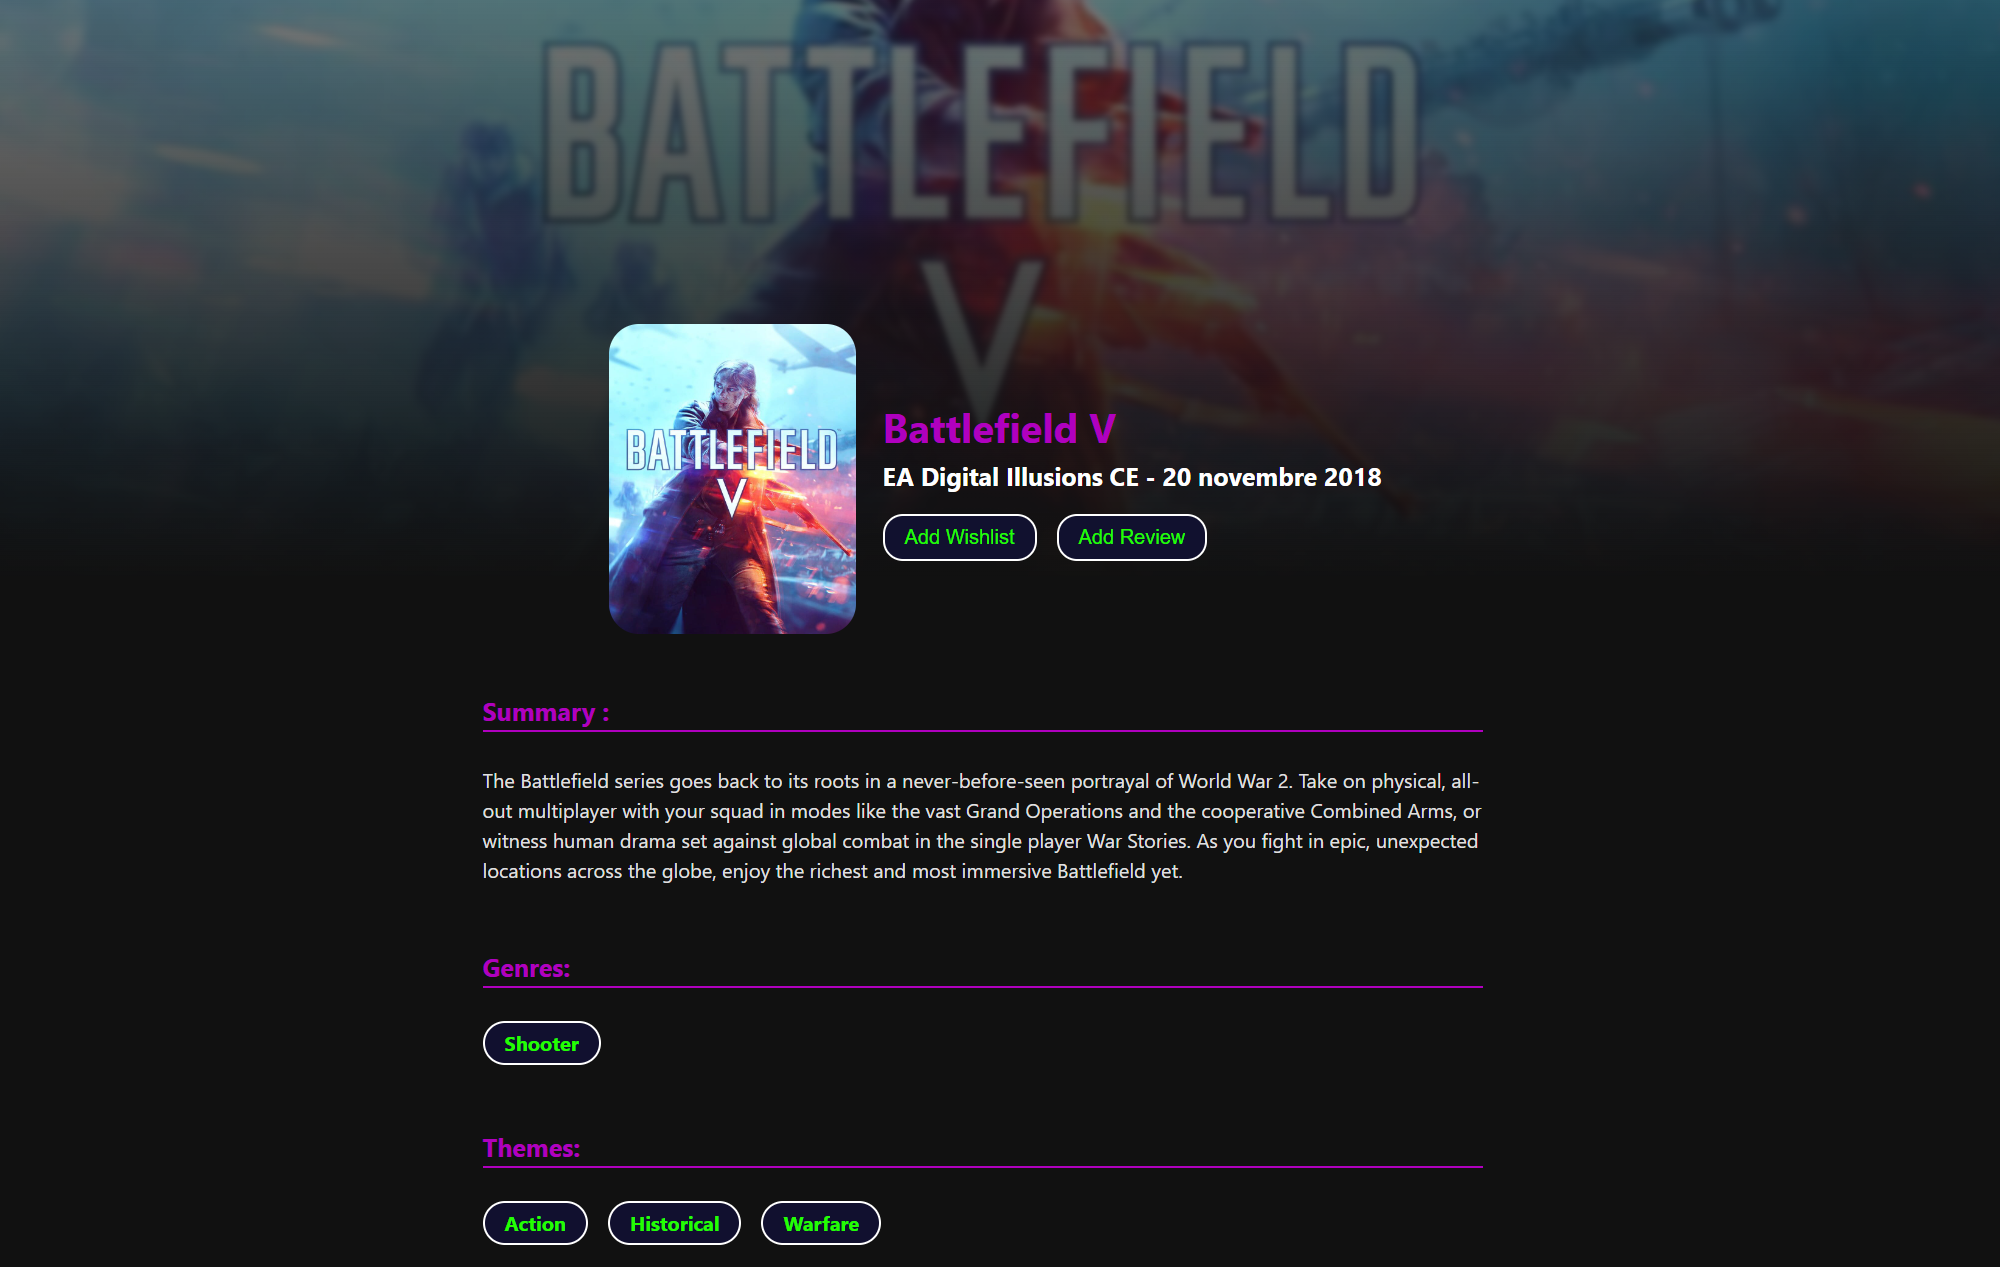 BATTLEFIELD
V
BATTLEFIELD
V
Battlefield V
EA Digital Illusions CE - 20 novembre 2018
Add Wishlist
Add Review
Summary :
The Battlefield series goes back to its roots in a never-before-seen portrayal of World War 2. Take on physical, all-
out multiplayer with your squad in modes like the vast Grand Operations and the cooperative Combined Arms, or
witness human drama set against global combat in the single player War Stories. As you fight in epic, unexpected
locations across the globe, enjoy the richest and most immersive Battlefield yet.
Genres:
Shooter
Themes:
Action
Historical
Warfare